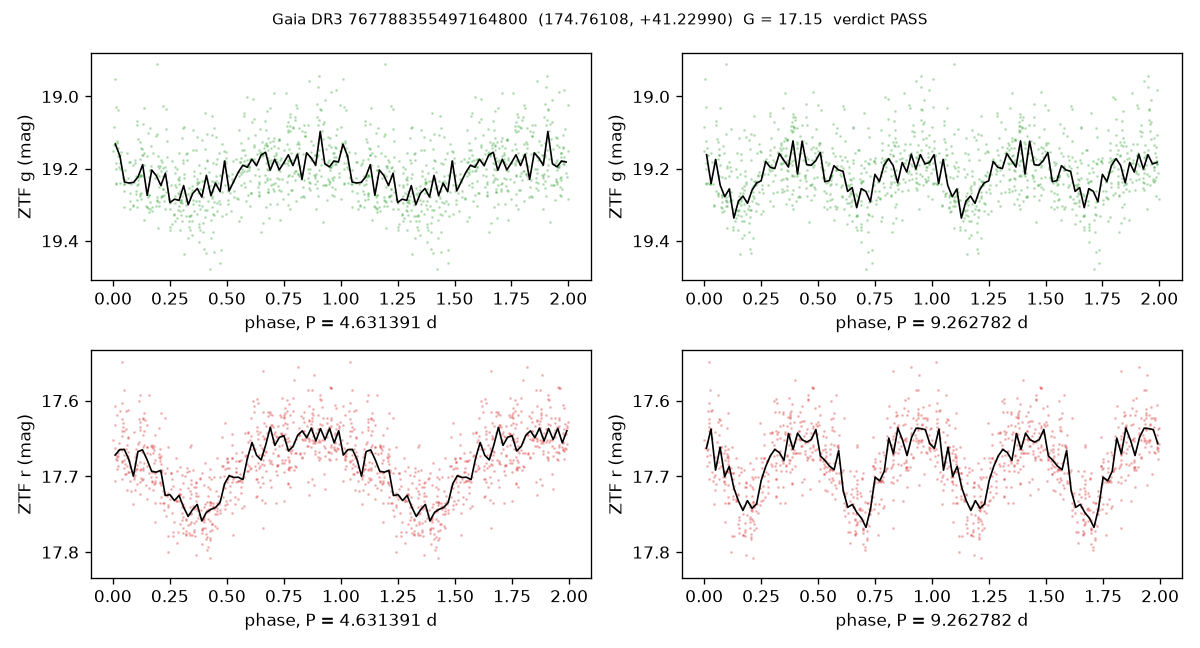 Gaia DR3 767788355497164800  (174.76108, +41.22990)  G = 17.15  verdict PASS
ZTF g (mag)
19.0
19.2
19.4
0.00 0.25 0.50 0.75 1.00 1.25 1.50 1.75 2.00
phase, P = 4.631391 d
ZTF g (mag)
19.0
19.2
19.4
0.00 0.25 0.50 0.75 1.00 1.25 1.50 1.75 2.00
phase, P = 9.262782 d
ZTF r (mag)
17.6
17.7
17.8
0.00 0.25 0.50 0.75 1.00 1.25 1.50 1.75 2.00
phase, P = 4.631391 d
ZTF r (mag)
17.6
17.7
17.8
0.00 0.25 0.50 0.75 1.00 1.25 1.50 1.75 2.00
phase, P = 9.262782 d